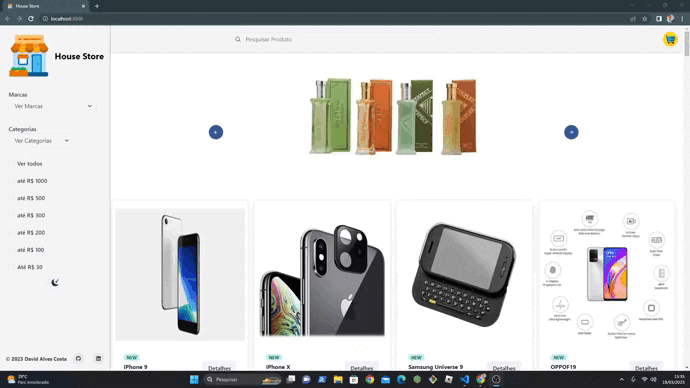 House Store
localhost:3000
House Store
Pesquisar Produto
Marcas
Ver Marcas
Categorias
Ver Categorias
Ver todos
até R$ 1000
até R$ 500
até R$ 300
até R$ 200
até R$ 100
Até R$ 30
NEW
iPhone 9
Detalhes
NEW
iPhone X
Detalhes
NEW
Samsung Universe 9
Detalhes
NEW
OPPOF19
Detalhes
© 2023 David Alves Costa
29°C
Parc ensolarado
Pesquisar
15:35
19/03/2023